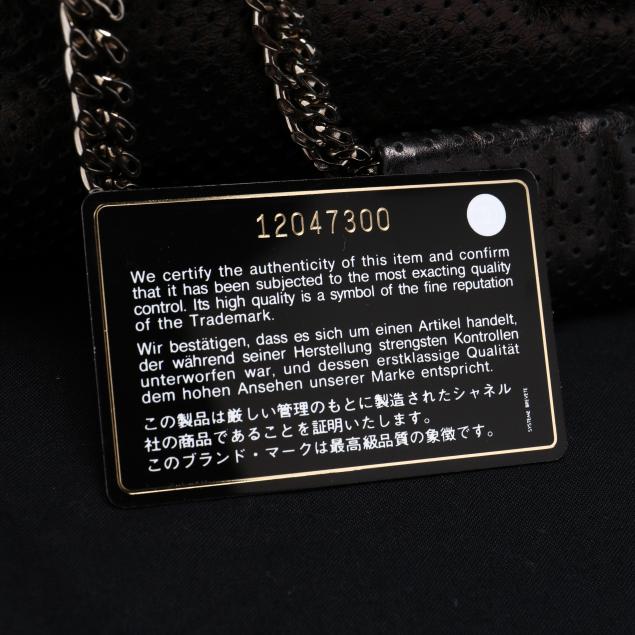 12047300
We certify the authenticity of this item and confirm
that it has been subjected to the most exacting quality
control. Its high quality is a symbol of the fine reputation
of the Trademark.
Wir bestätigen, dass es sich um einen Artikel handelt,
der während seiner Herstellung strengsten Kontrollen
unterworfen war, und dessen erstklassige Qualität
dem hohen Ansehen unserer Marke entspricht.
この製品は厳しい管理のもとに製造されたシャネル
社の商品であることを証明いたします。
このブランド・マークは最高級品質の象徴です。
SYSTEME BREVETE